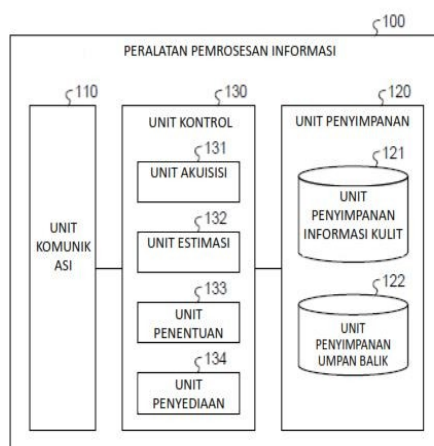 100
PERALATAN PEMROSESAN INFORMASI
110
130
120
UNIT KONTROL
UNIT PENYIMPANAN
131
UNIT AKUISISI
121
UNIT
PENYIMPANAN
INFORMASI KULIT
132
UNIT ESTIMASI
UNIT
KOMUNIK
ASI
133
UNIT
PENENTUAN
122
UNIT
PENYIMPANAN
UMPAN BALIK
134
UNIT
PENYEDIAAN